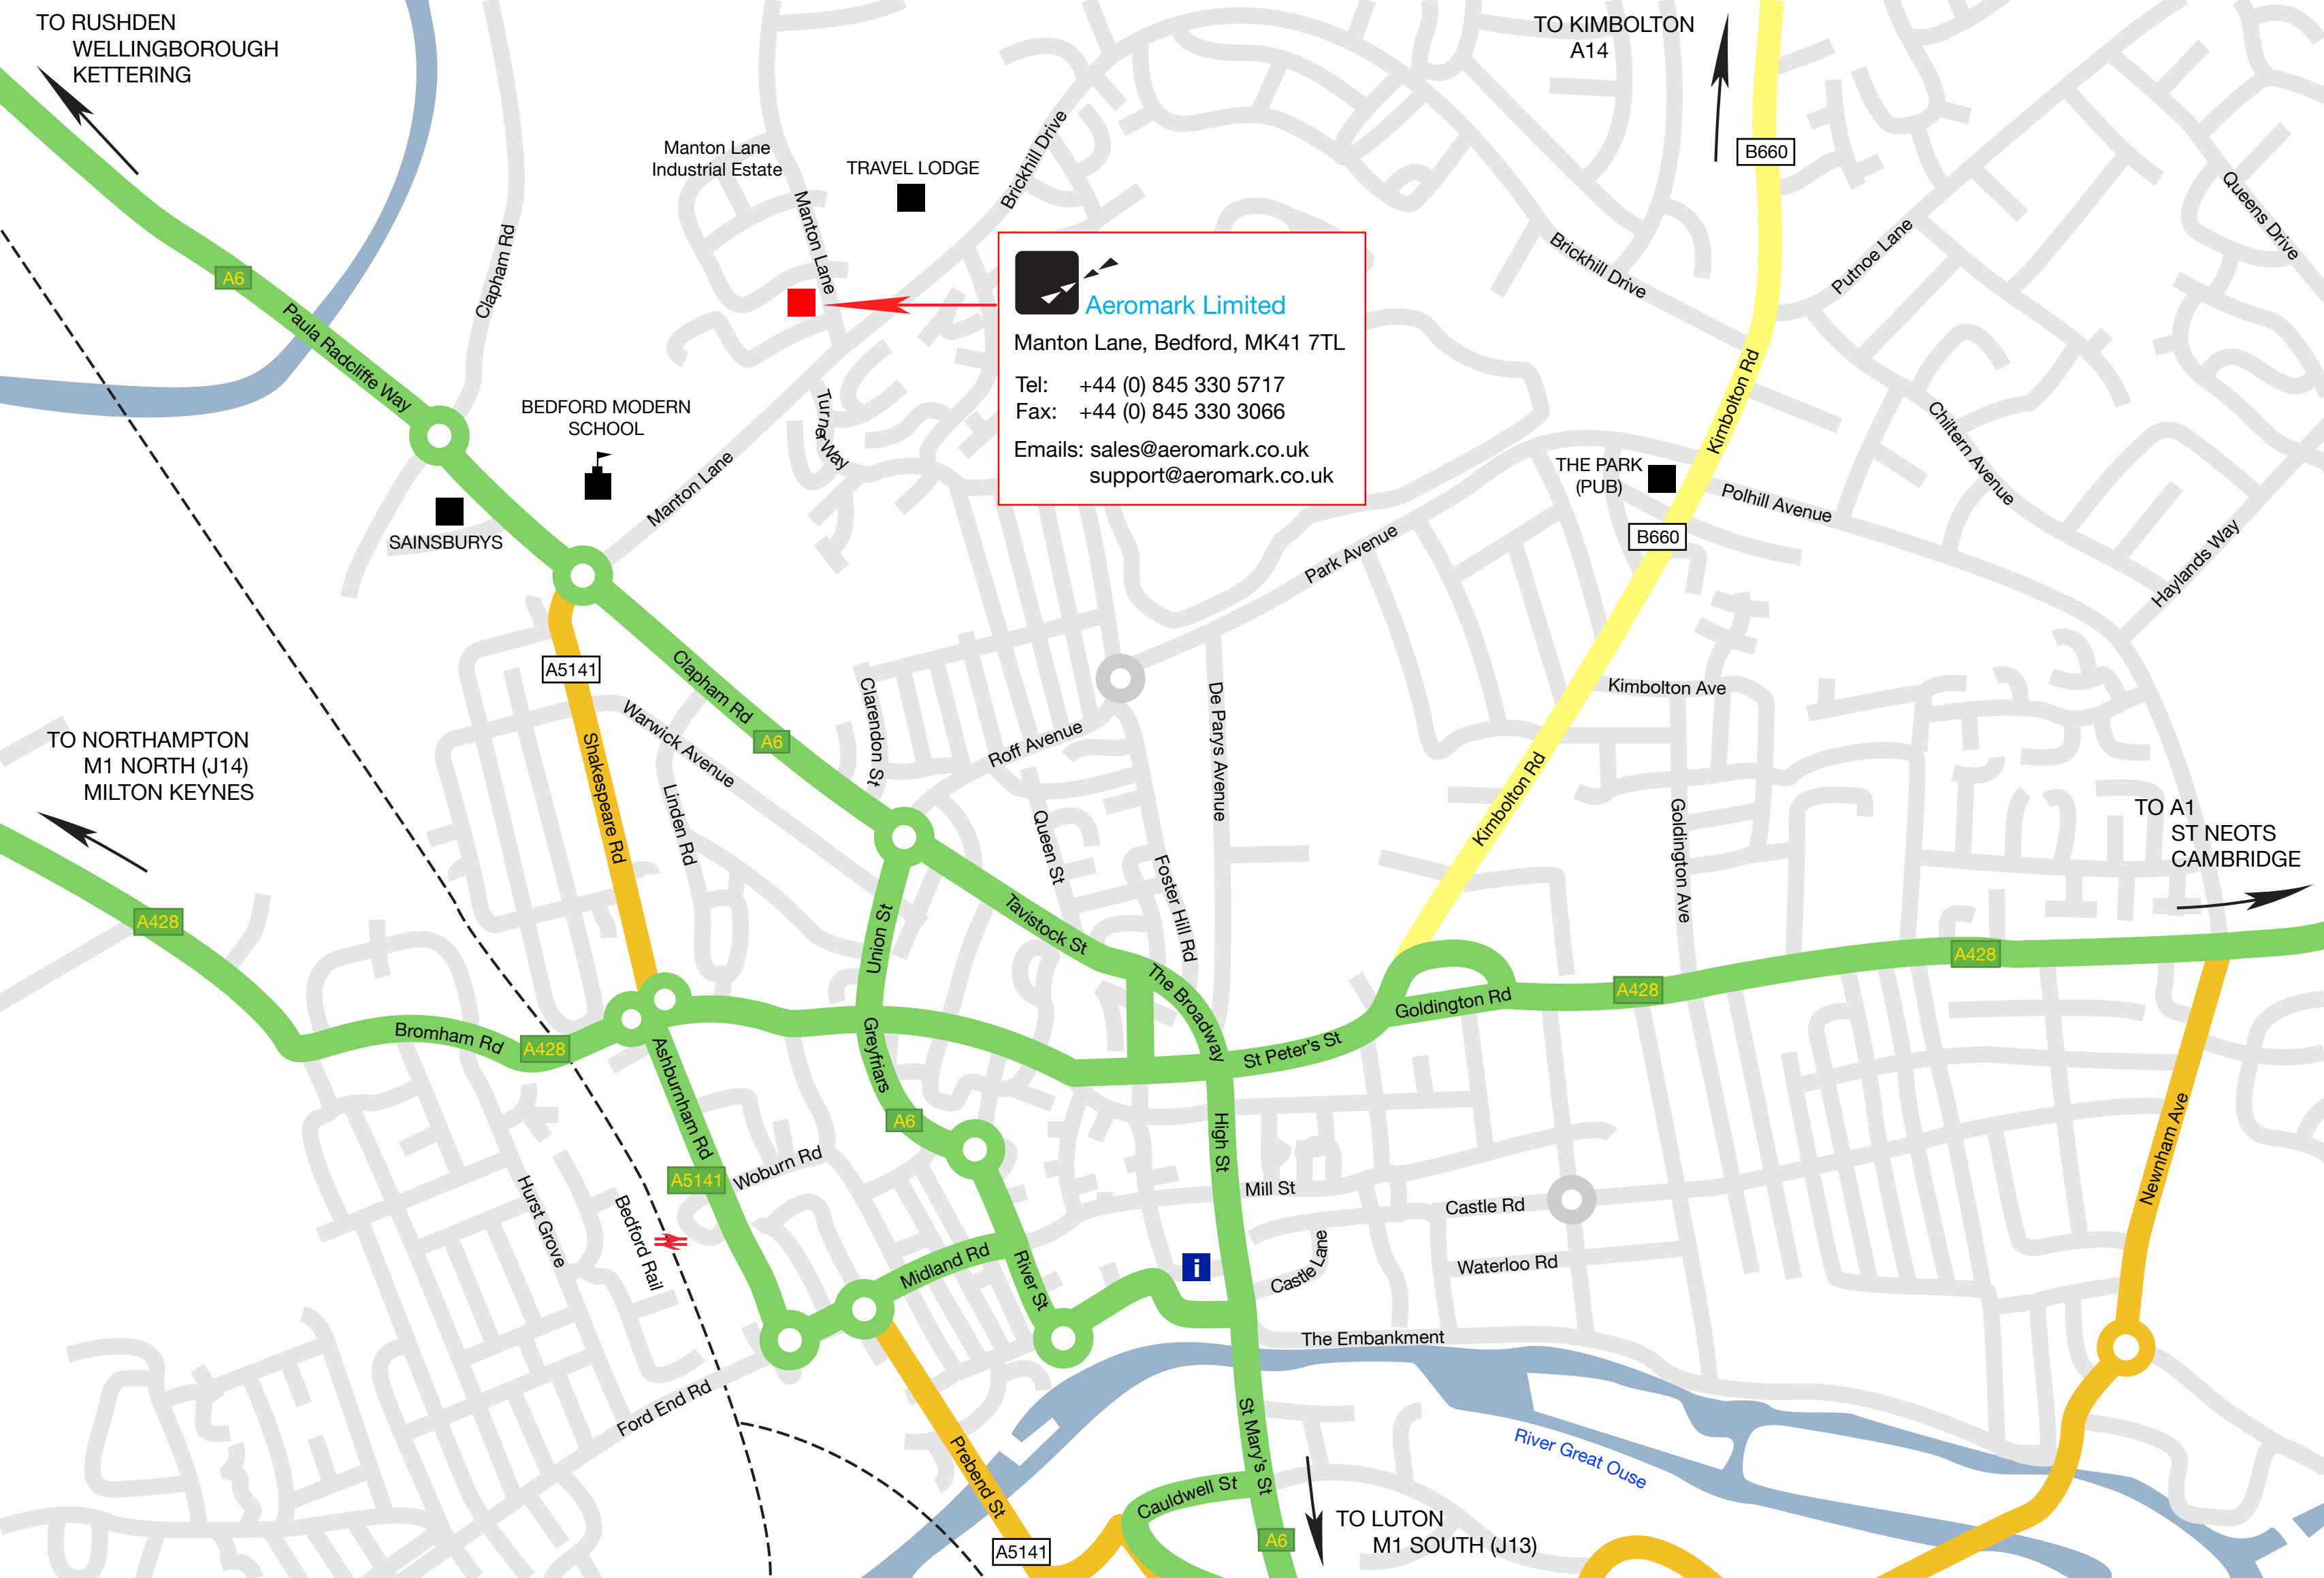 TO RUSHDEN
WELLINGBOROUGH
KETTERING
TO KIMBOLTON
A14
B660
Manton Lane
Industrial Estate
TRAVEL LODGE
Brickhill Drive
Manton Lane
Clapham Rd
A6
Paula Radcliffe Way
Brickhill Drive
Putnoe Lane
Queens Drive
Aeromark Limited
Manton Lane, Bedford, MK41 7TL
Tel: +44 (0) 845 330 5717
Fax: +44 (0) 845 330 3066
Emails: sales@aeromark.co.uk
support@aeromark.co.uk
BEDFORD MODERN
SCHOOL
Turner Way
Manton Lane
SAINSBURYS
Kimbolton Rd
THE PARK
(PUB)
Polhill Avenue
Chiltern Avenue
B660
Haylands Way
Park Avenue
A5141
Clapham Rd
Warwick Avenue
Clarendon St
De Parys Avenue
Kimbolton Ave
TO NORTHAMPTON
M1 NORTH (J14)
MILTON KEYNES
Shakespeare Rd
A6
Roff Avenue
Linden Rd
Queen St
Kimbolton Rd
Goldington Ave
TO A1
ST NEOTS
CAMBRIDGE
Foster Hill Rd
A428
Union St
Tavistock St
The Broadway
Goldington Rd
A428
A428
Bromham Rd
A428
Greyfriars
St Peter's St
Ashburnham Rd
A6
High St
A5141
Woburn Rd
Mill St
Castle Rd
Newnham Ave
Hurst Grove
Bedford Rail
Midland Rd
River St
i
Castle Lane
Waterloo Rd
The Embankment
Ford End Rd
Prebend St
St Mary's St
Cauldwell St
River Great Ouse
A5141
A6
TO LUTON
M1 SOUTH (J13)